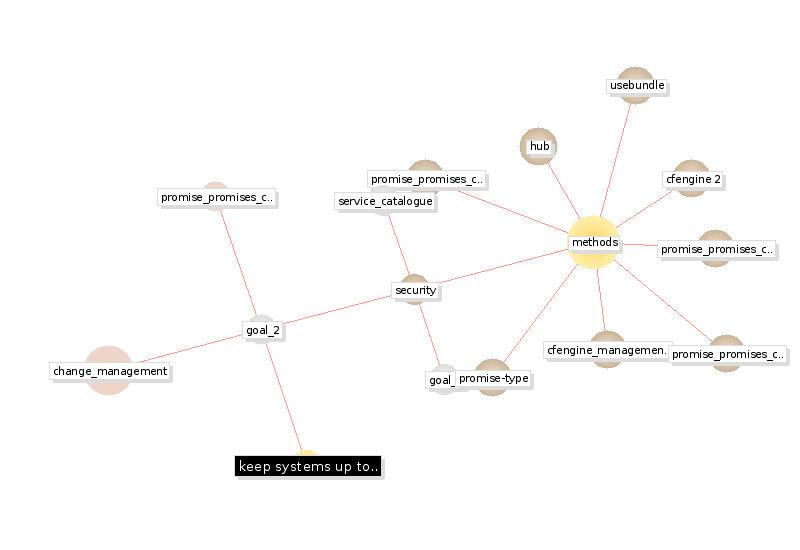 usebundle
hub
promise_promises_c..
cfengine 2
promise_promises_c..
service_catalogue
methods
promise_promises_c..
security
goal_2
cfengine_managemen.
promise_promises_c..
change_management
goal_
promise-type
keep systems up to..